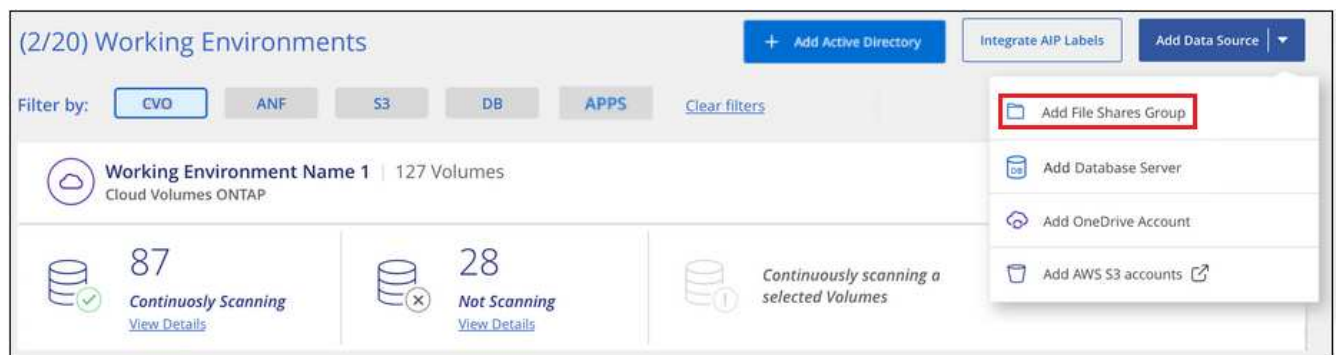 (2/20) Working Environments
+ Add Active Directory
Integrate AIP Labels
Add Data Source
Filter by: CVO ANF S3 DB APPS Clear filters
Add File Shares Group
Working Environment Name 1 | 127 Volumes
Cloud Volumes ONTAP
DB Add Database Server
Add OneDrive Account
Add AWS S3 accounts
87
Continuosly Scanning
View Details
28
Not Scanning
View Details
Continuously scanning a
selected Volumes